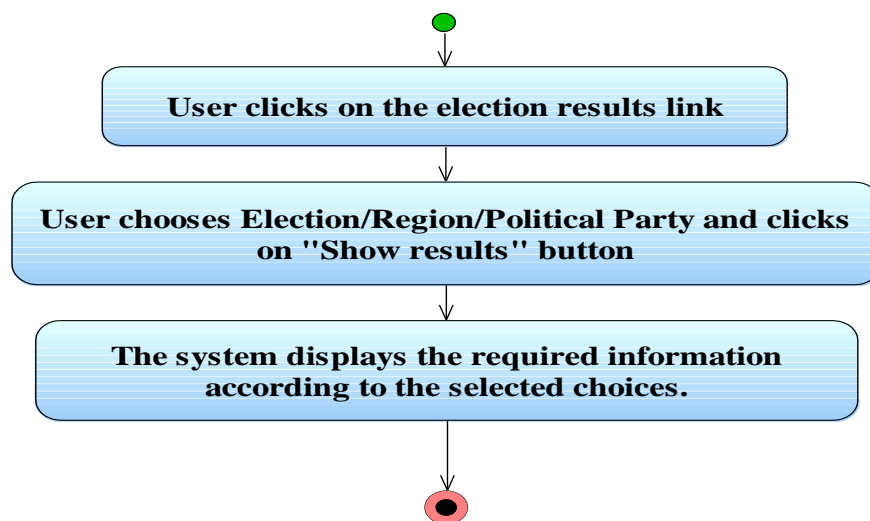 User clicks on the election results link
User chooses Election/Region/Political Party and clicks
on "Show results" button
The system displays the required information
according to the selected choices.